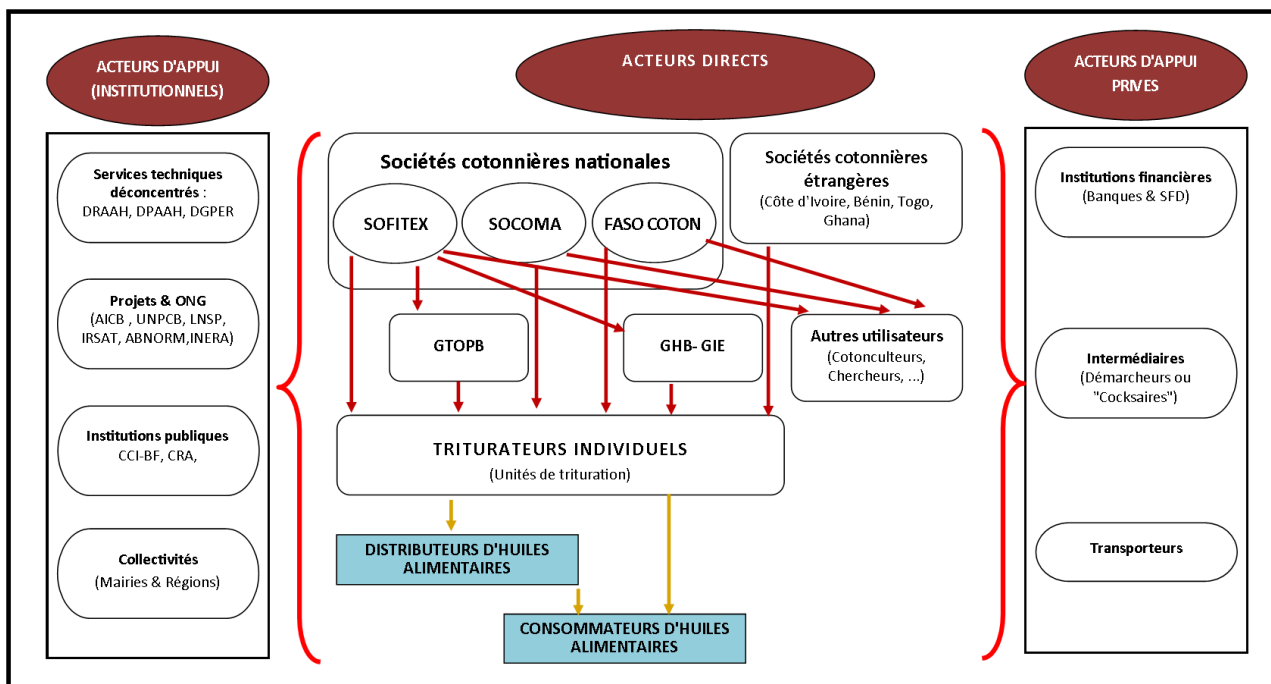 ACTEURS D'APPUI
(INSTITUTIONNELS)
Services techniques
déconcentrés :
DRAAH, DPAAH, DGPER
Projets & ONG
(AICB , UNPCB, LNSP,
IRSAT, ABNORM,INERA)
Institutions publiques
CCI-BF, CRA,
Collectivités
(Mairies & Régions)
ACTEURS DIRECTS
Sociétés cotonnières nationales
SOFITEX
SOCOMA
FASO COTON
Sociétés cotonnières
étrangères
(Côte d'Ivoire, Bénin, Togo,
Ghana)
GTOPB
GHB- GIE
Autres utilisateurs
(Cotonculteurs,
Chercheurs, ...)
TRITURATEURS INDIVIDUELS
(Unités de trituration)
DISTRIBUTEURS D'HUILES
ALIMENTAIRES
CONSOMMATEURS D'HUILES
ALIMENTAIRES
ACTEURS D'APPUI
PRIVES
Institutions financières
(Banques & SFD)
Intermédiaires
(Démarcheurs ou
"Cocksaires")
Transporteurs